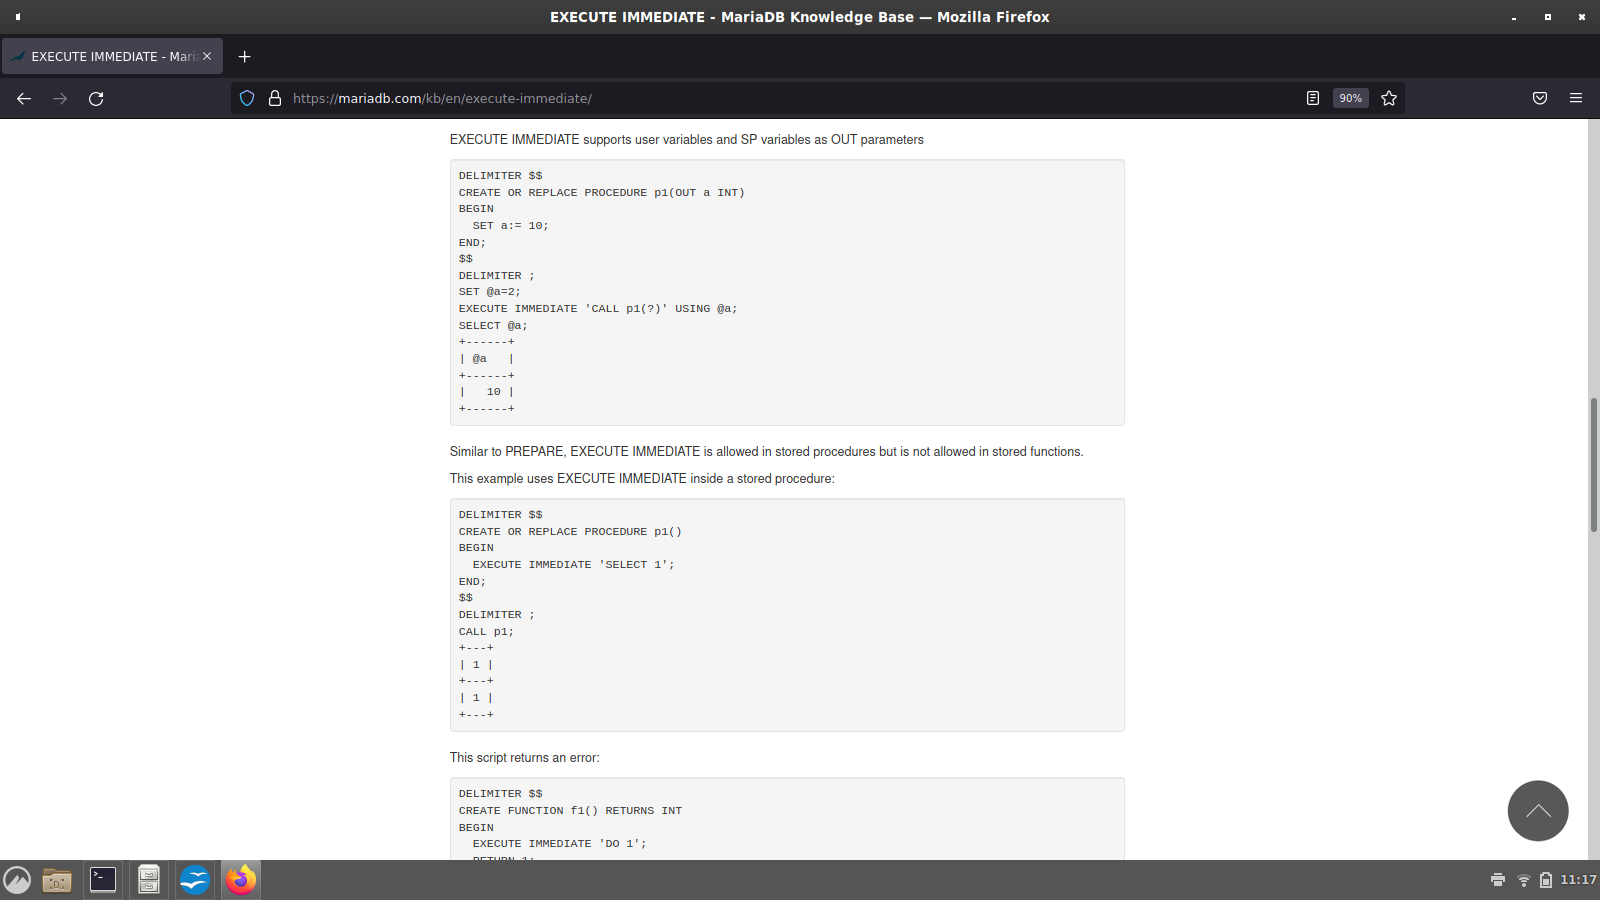 EXECUTE IMMEDIATE - MariaDB Knowledge Base — Mozilla Firefox
EXECUTE IMMEDIATE - Maria
https://mariadb.com/kb/en/execute-immediate/
90%
EXECUTE IMMEDIATE supports user variables and SP variables as OUT parameters
DELIMITER $$
CREATE OR REPLACE PROCEDURE p1(OUT a INT)
BEGIN
  SET a:= 10;
END;
$$
DELIMITER ;
SET @a=2;
EXECUTE IMMEDIATE 'CALL p1(?)' USING @a;
SELECT @a;
+------+
| @a   |
+------+
|   10 |
+------+
Similar to PREPARE, EXECUTE IMMEDIATE is allowed in stored procedures but is not allowed in stored functions.
This example uses EXECUTE IMMEDIATE inside a stored procedure:
DELIMITER $$
CREATE OR REPLACE PROCEDURE p1()
BEGIN
  EXECUTE IMMEDIATE 'SELECT 1';
END;
$$
DELIMITER ;
CALL p1;
+---+
| 1 |
+---+
| 1 |
+---+
This script returns an error:
DELIMITER $$
CREATE FUNCTION f1() RETURNS INT
BEGIN
  EXECUTE IMMEDIATE 'DO 1';
  RETURN 1;
11:17